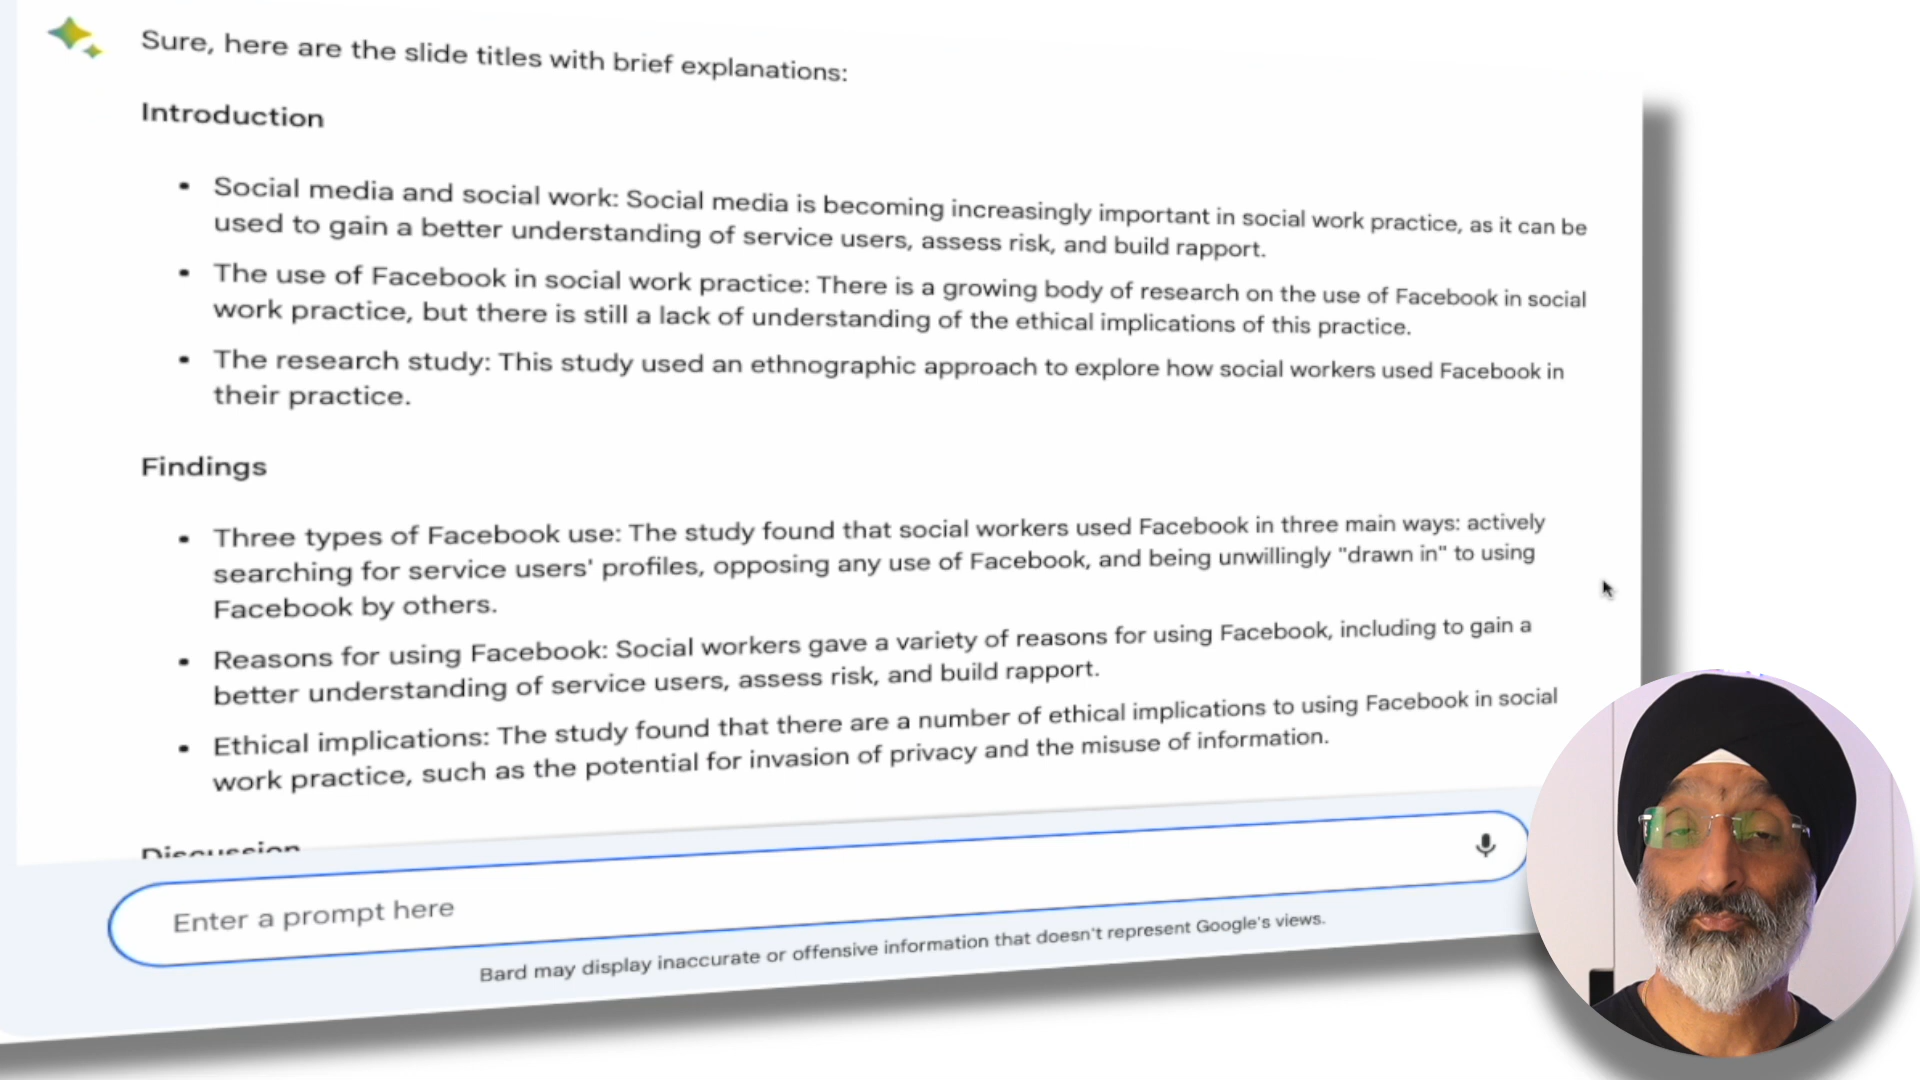 Sure, here are the slide titles with brief explanations:
Introduction
• Social media and social work: Social media is becoming increasingly important in social work practice, as it can be
used to gain a better understanding of service users, assess risk, and build rapport.
• The use of Facebook in social work practice: There is a growing body of research on the use of Facebook in social
work practice, but there is still a lack of understanding of the ethical implications of this practice.
• The research study: This study used an ethnographic approach to explore how social workers used Facebook in
their practice.
Findings
• Three types of Facebook use: The study found that social workers used Facebook in three main ways: actively
searching for service users' profiles, opposing any use of Facebook, and being unwillingly "drawn in" to using
Facebook by others.
• Reasons for using Facebook: Social workers gave a variety of reasons for using Facebook, including to gain a
better understanding of service users, assess risk, and build rapport.
• Ethical implications: The study found that there are a number of ethical implications to using Facebook in social
work practice, such as the potential for invasion of privacy and the misuse of information.
Discussion
Enter a prompt here
Bard may display inaccurate or offensive information that doesn't represent Google's views.